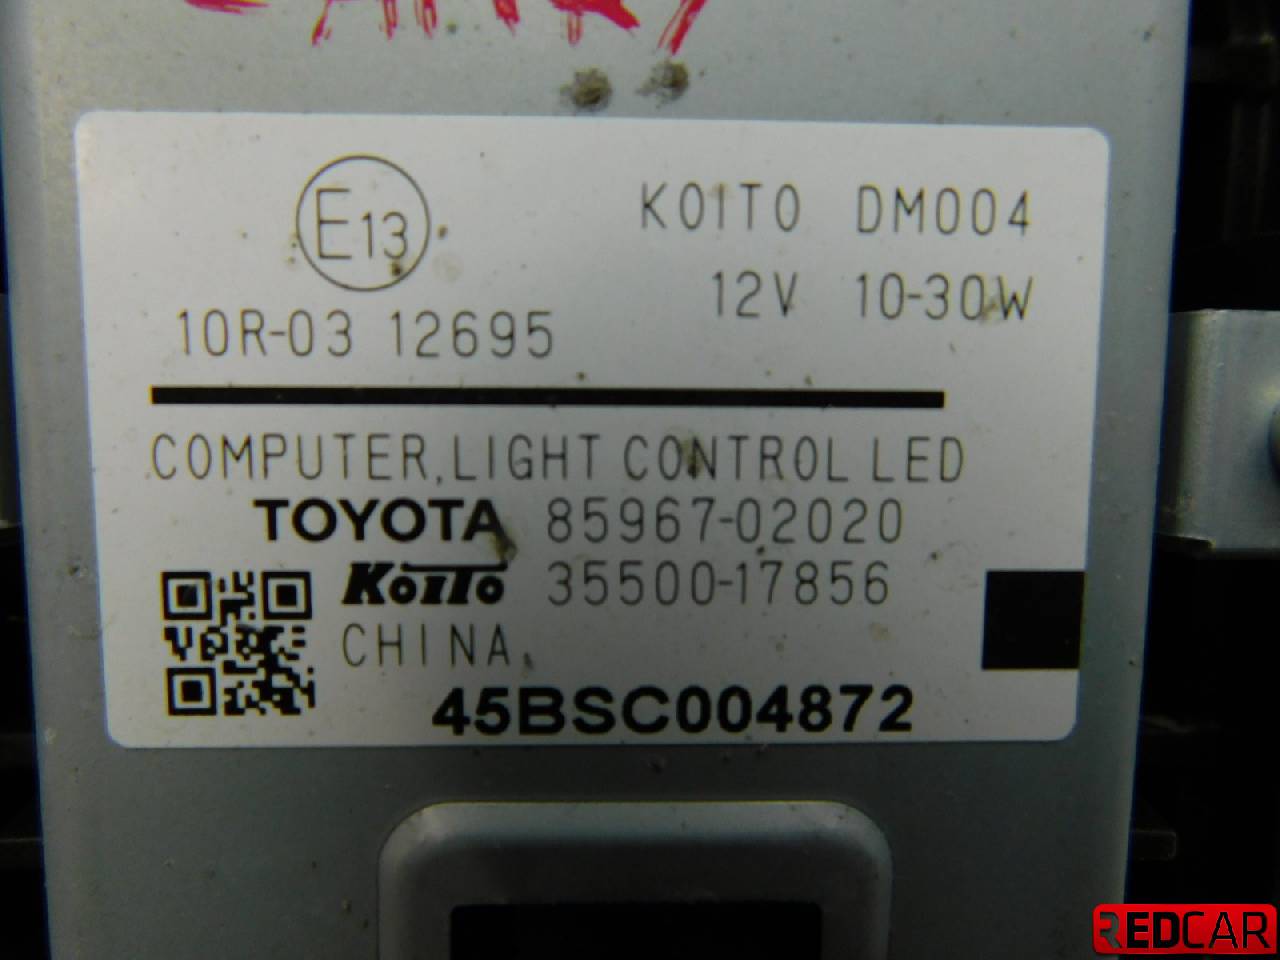 E13
KOITO DM004
12V 10-30W
10R-03 12695
COMPUTER,LIGHT CONTROL LED
TOYOTA 85967-02020
KOITO 35500-17856
CHINA
45BSC004872
REDCAR